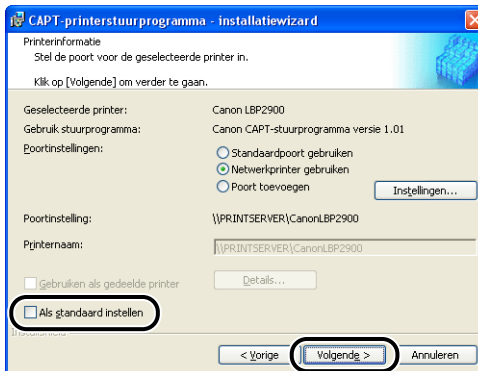 CAPT-printerstuurprogramma - installatiewizard
Printerinformatie
Stel de poort voor de geselecteerde printer in.
Klik op [Volgende] om verder te gaan.
Geselecteerde printer: Canon LBP2900
Gebruik stuurprogramma: Canon CAPT-stuurprogramma versie 1.01
Poortinstellingen: Standaardpoort gebruiken
Netwerkprinter gebruiken
Poort toevoegen
Instellingen...
Poortinstelling: \\PRINTSERVER\CanonLBP2900
Printernaam: \\PRINTSERVER\CanonLBP2900
Gebruiken als gedeelde printer Details...
Als standaard instellen
InstallShield
< Vorige Volgende > Annuleren